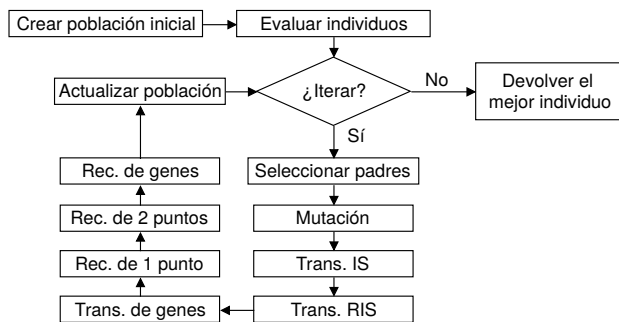 Crear población inicial
Evaluar individuos
Actualizar población
¿Iterar?
No
Devolver el
mejor individuo
Sí
Rec. de genes
Seleccionar padres
Rec. de 2 puntos
Mutación
Rec. de 1 punto
Trans. IS
Trans. de genes
Trans. RIS